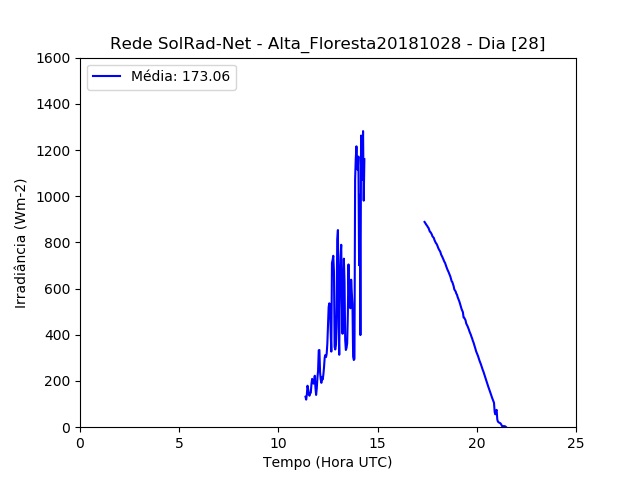 Rede SolRad-Net - Alta_Floresta20181028 - Dia [28]
Média: 173.06
1600
1400
1200
1000
800
600
400
200
0
Irradiância (Wm-2)
0 5 10 15 20 25
Tempo (Hora UTC)